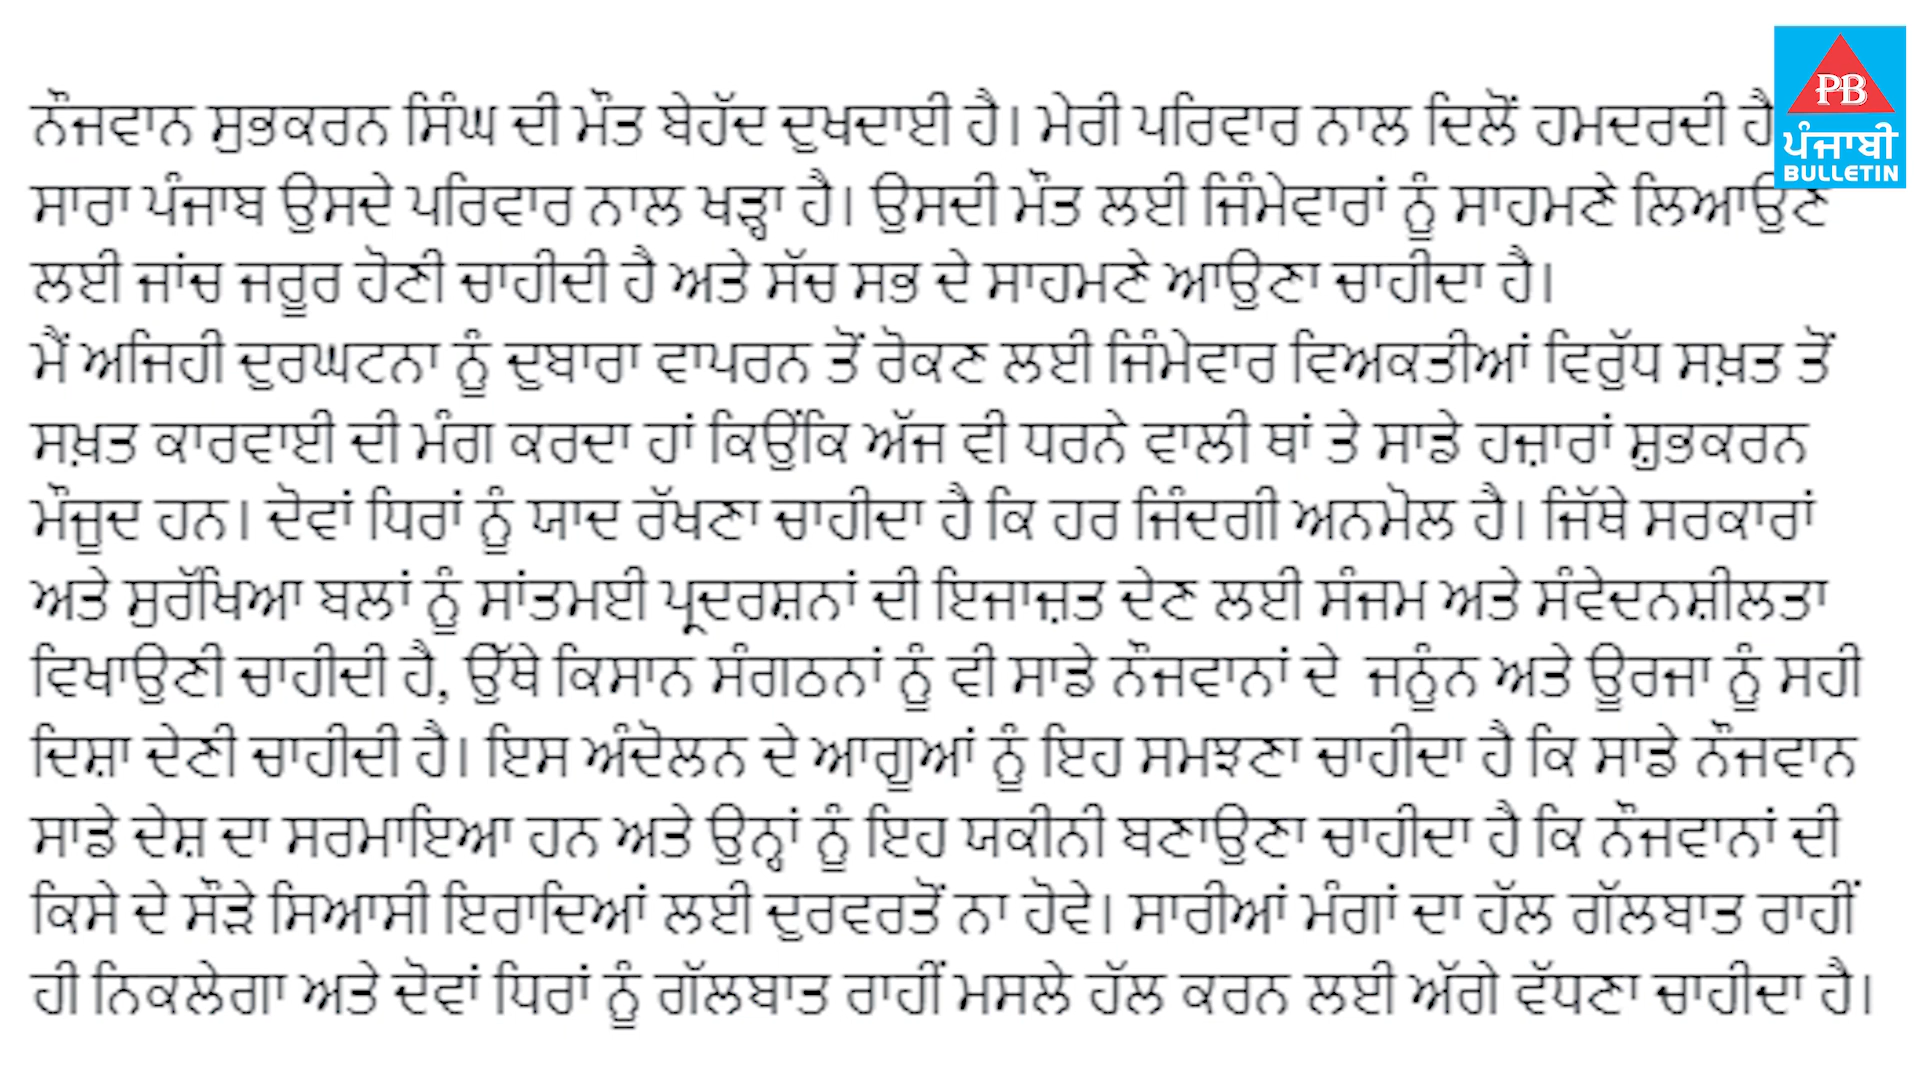 ਨੌਜਵਾਨ ਸੁਭਕਰਨ ਸਿੰਘ ਦੀ ਮੌਤ ਬੇਹੱਦ ਦੁਖਦਾਈ ਹੈ। ਮੇਰੀ ਪਰਿਵਾਰ ਨਾਲ ਦਿਲੋਂ ਹਮਦਰਦੀ ਹੈ
PB
ਪੰਜਾਬੀ
BULLETIN
ਸਾਰਾ ਪੰਜਾਬ ਉਸਦੇ ਪਰਿਵਾਰ ਨਾਲ ਖੜ੍ਹਾ ਹੈ। ਉਸਦੀ ਮੌਤ ਲਈ ਜਿੰਮੇਵਾਰਾਂ ਨੂੰ ਸਾਹਮਣੇ ਲਿਆਉਣ
ਲਈ ਜਾਂਚ ਜਰੂਰ ਹੋਣੀ ਚਾਹੀਦੀ ਹੈ ਅਤੇ ਸੱਚ ਸਭ ਦੇ ਸਾਹਮਣੇ ਆਉਣਾ ਚਾਹੀਦਾ ਹੈ।
ਮੈਂ ਅਜਿਹੀ ਦੁਰਘਟਨਾ ਨੂੰ ਦੁਬਾਰਾ ਵਾਪਰਨ ਤੋਂ ਰੋਕਣ ਲਈ ਜਿੰਮੇਵਾਰ ਵਿਅਕਤੀਆਂ ਵਿਰੁੱਧ ਸਖ਼ਤ ਤੋਂ
ਸਖ਼ਤ ਕਾਰਵਾਈ ਦੀ ਮੰਗ ਕਰਦਾ ਹਾਂ ਕਿਉਂਕਿ ਅੱਜ ਵੀ ਧਰਨੇ ਵਾਲੀ ਥਾਂ ਤੇ ਸਾਡੇ ਹਜ਼ਾਰਾਂ ਸ਼ੁਭਕਰਨ
ਮੌਜੂਦ ਹਨ। ਦੋਵਾਂ ਧਿਰਾਂ ਨੂੰ ਯਾਦ ਰੱਖਣਾ ਚਾਹੀਦਾ ਹੈ ਕਿ ਹਰ ਜਿੰਦਗੀ ਅਨਮੋਲ ਹੈ। ਜਿੱਥੇ ਸਰਕਾਰਾਂ
ਅਤੇ ਸੁਰੱਖਿਆ ਬਲਾਂ ਨੂੰ ਸਾਂਤਮਈ ਪ੍ਰਦਰਸ਼ਨਾਂ ਦੀ ਇਜਾਜ਼ਤ ਦੇਣ ਲਈ ਸੰਜਮ ਅਤੇ ਸੰਵੇਦਨਸ਼ੀਲਤਾ
ਵਿਖਾਉਣੀ ਚਾਹੀਦੀ ਹੈ, ਉੱਥੇ ਕਿਸਾਨ ਸੰਗਠਨਾਂ ਨੂੰ ਵੀ ਸਾਡੇ ਨੌਜਵਾਨਾਂ ਦੇ ਜਨੂੰਨ ਅਤੇ ਊਰਜਾ ਨੂੰ ਸਹੀ
ਦਿਸ਼ਾ ਦੇਣੀ ਚਾਹੀਦੀ ਹੈ। ਇਸ ਅੰਦੋਲਨ ਦੇ ਆਗੂਆਂ ਨੂੰ ਇਹ ਸਮਝਣਾ ਚਾਹੀਦਾ ਹੈ ਕਿ ਸਾਡੇ ਨੌਜਵਾਨ
ਸਾਡੇ ਦੇਸ਼ ਦਾ ਸਰਮਾਇਆ ਹਨ ਅਤੇ ਉਨ੍ਹਾਂ ਨੂੰ ਇਹ ਯਕੀਨੀ ਬਣਾਉਣਾ ਚਾਹੀਦਾ ਹੈ ਕਿ ਨੌਜਵਾਨਾਂ ਦੀ
ਕਿਸੇ ਦੇ ਸੌੜੇ ਸਿਆਸੀ ਇਰਾਦਿਆਂ ਲਈ ਦੁਰਵਰਤੋਂ ਨਾ ਹੋਵੇ। ਸਾਰੀਆਂ ਮੰਗਾਂ ਦਾ ਹੱਲ ਗੱਲਬਾਤ ਰਾਹੀਂ
ਹੀ ਨਿਕਲੇਗਾ ਅਤੇ ਦੋਵਾਂ ਧਿਰਾਂ ਨੂੰ ਗੱਲਬਾਤ ਰਾਹੀਂ ਮਸਲੇ ਹੱਲ ਕਰਨ ਲਈ ਅੱਗੇ ਵੱਧਣਾ ਚਾਹੀਦਾ ਹੈ।